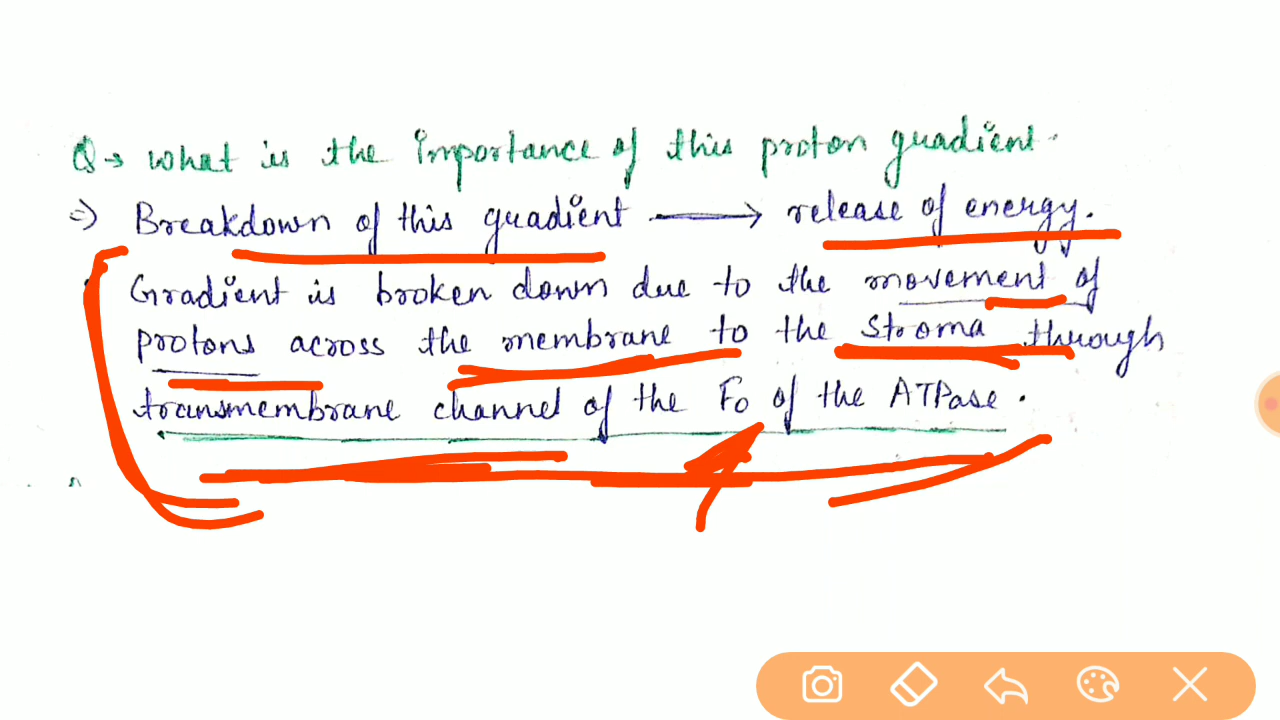 Q→ what is the importance of this proton gradient.
⇒ Breakdown of this gradient ⟶ release of energy.
Gradient is broken down due to the movement of
protons across the membrane to the stroma through
transmembrane channel of the Fo of the ATPase.